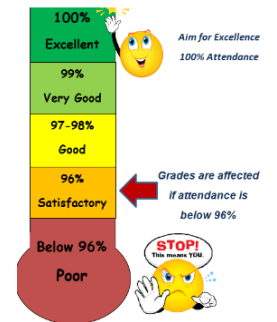 100%
Excellent
Aim for Excellence
100% Attendance
99%
Very Good
97-98%
Good
96%
Satisfactory
Grades are affected
if attendance is
below 96%
Below 96%
Poor
STOP!
This means YOU.